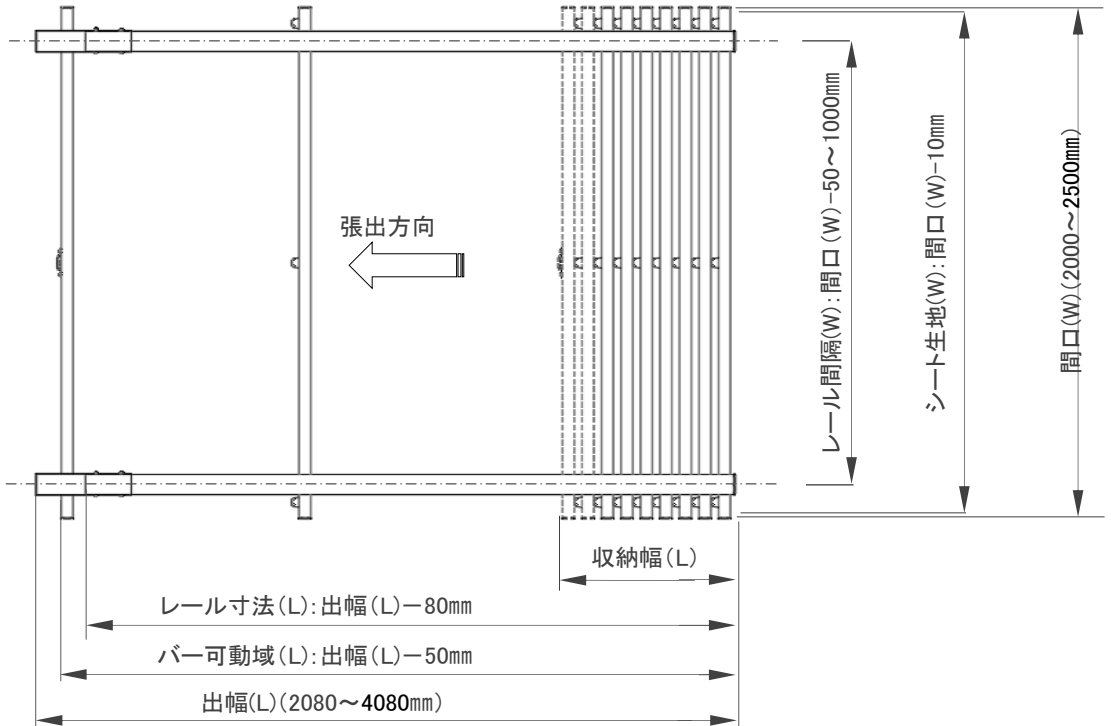 張出方向
レール間隔(W):間口(W)-50~1000mm
シート生地(W):間口(W)-10mm
間口(W)(2000~2500mm)
収納幅(L)
レール寸法(L):出幅(L)-80mm
バー可動域(L):出幅(L)-50mm
出幅(L)(2080~4080mm)